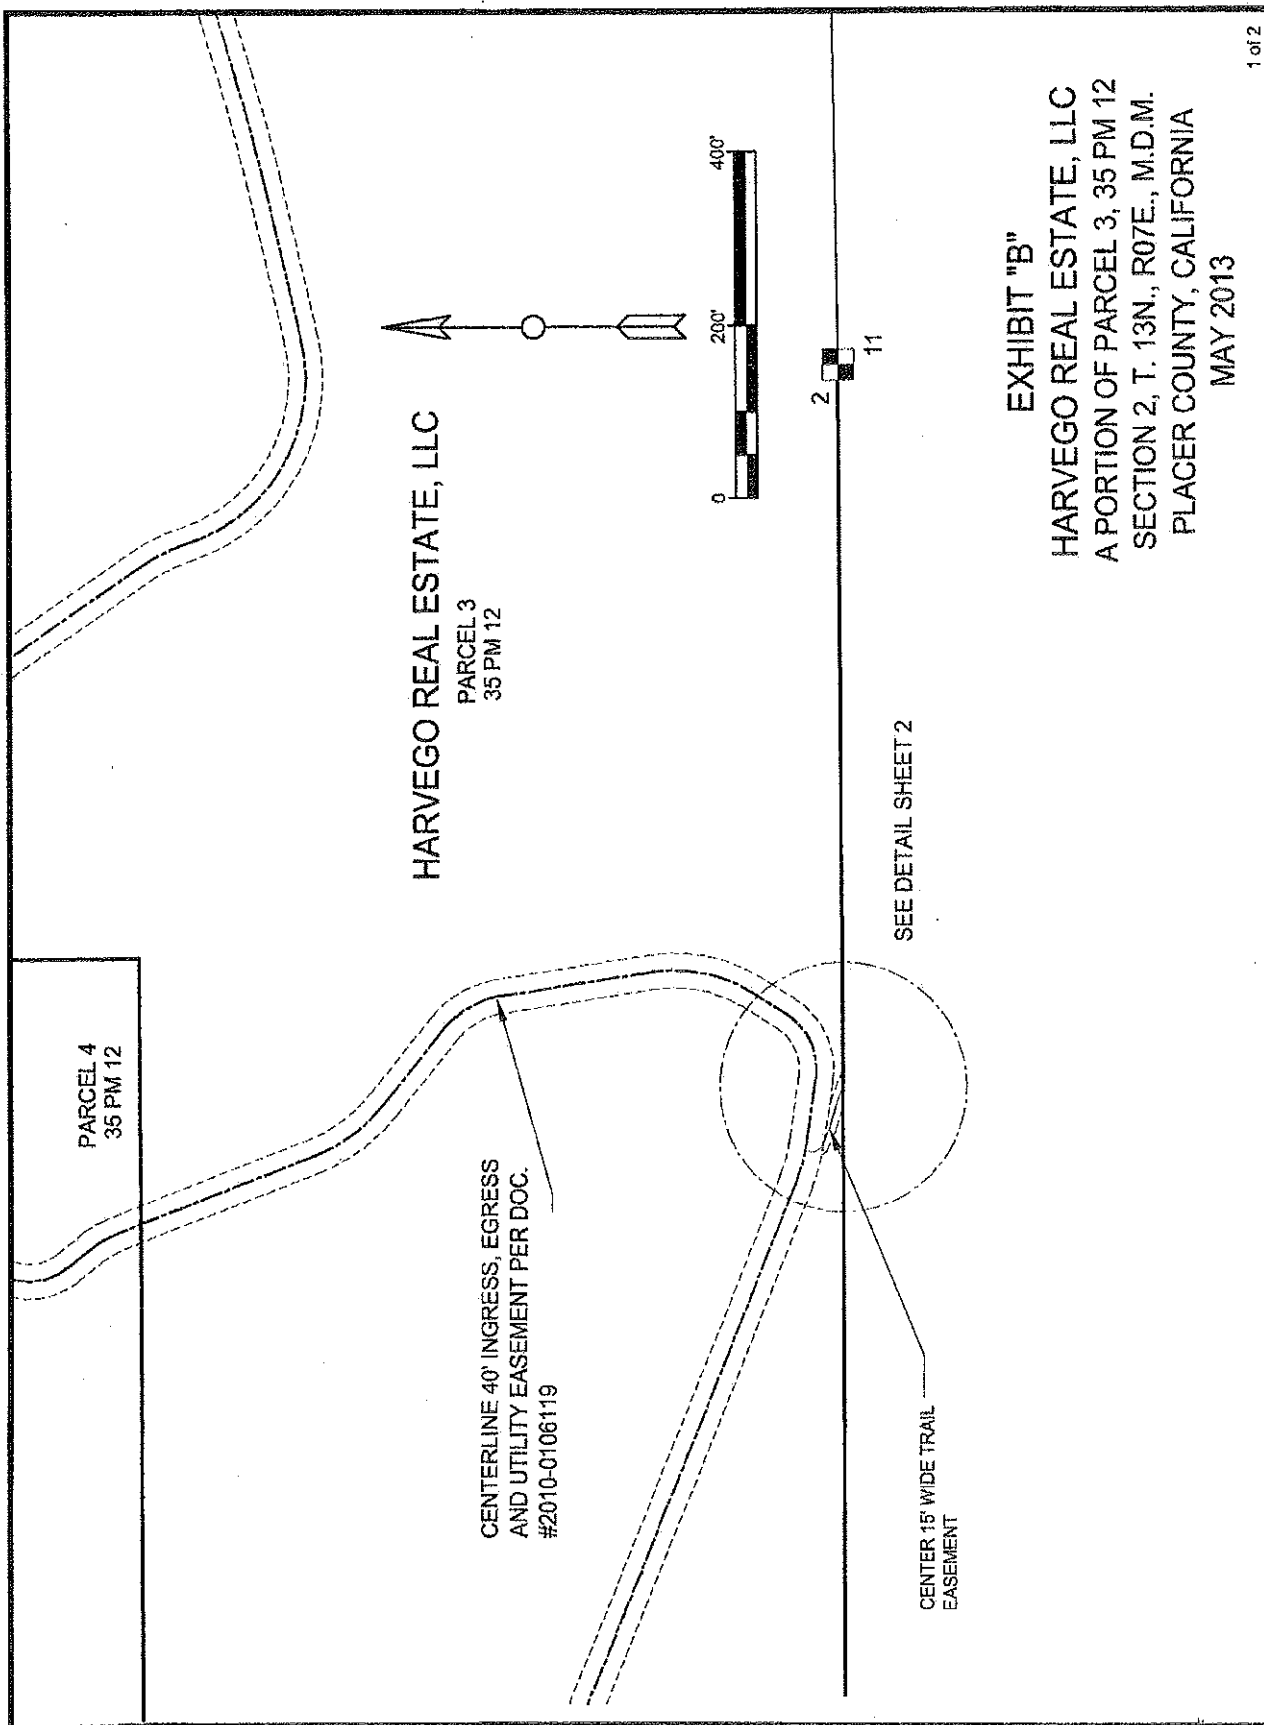 PARCEL 4
35 PM 12
HARVEGO REAL ESTATE, LLC
PARCEL 3
35 PM 12
CENTERLINE 40' INGRESS, EGRESS
AND UTILITY EASEMENT PER DOC.
#2010-0106119
0
200'
400'
2
11
SEE DETAIL SHEET 2
CENTER 15' WIDE TRAIL
EASEMENT
EXHIBIT "B"
HARVEGO REAL ESTATE, LLC
A PORTION OF PARCEL 3, 35 PM 12
SECTION 2, T. 13N., R07E., M.D.M.
PLACER COUNTY, CALIFORNIA
MAY 2013
1 of 2